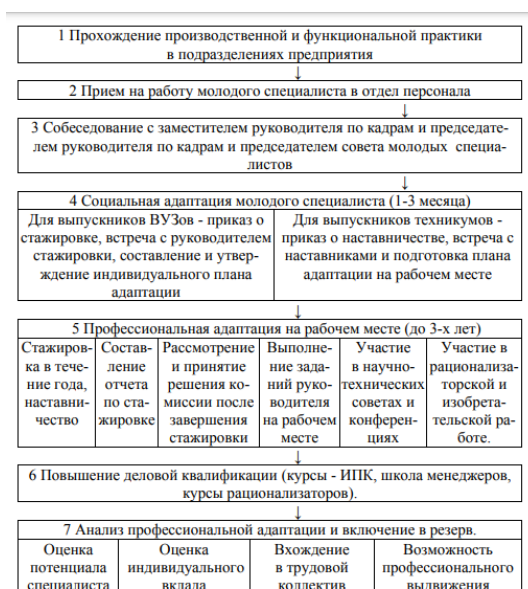 1 Прохождение производственной и функциональной практики
в подразделениях предприятия
↓
2 Прием на работу молодого специалиста в отдел персонала
↓
3 Собеседование с заместителем руководителя по кадрам и председате-
лем руководителя по кадрам и председателем совета молодых специа-
листов
↓
4 Социальная адаптация молодого специалиста (1-3 месяца)
Для выпускников ВУЗов - приказ о
стажировке, встреча с руководителем
стажировки, составление и утвер-
ждение индивидуального плана
адаптации
Для выпускников техникумов -
приказ о наставничестве, встреча с
наставниками и подготовка плана
адаптации на рабочем месте
↓
5 Профессиональная адаптация на рабочем месте (до 3-х лет)
Стажиров-
ка в тече-
ние года,
наставни-
чество
Состав-
ление
отчета
по ста-
жировке
Рассмотрение
и принятие
решения ко-
миссии после
завершения
стажировки
Выполне-
ние зада-
ний руко-
водителя
на рабочем
месте
Участие
в научно-
технических
советах и
конферен-
циях
Участие в
рационализа-
торской и
изобрета-
тельской ра-
боте.
↓
6 Повышение деловой квалификации (курсы - ИПК, школа менеджеров,
курсы рационализаторов).
↓
7 Анализ профессиональной адаптации и включение в резерв.
Оценка
потенциала
специалиста
Оценка
индивидуального
вклада
Вхождение
в трудовой
коллектив
Возможность
профессионального
выдвижения